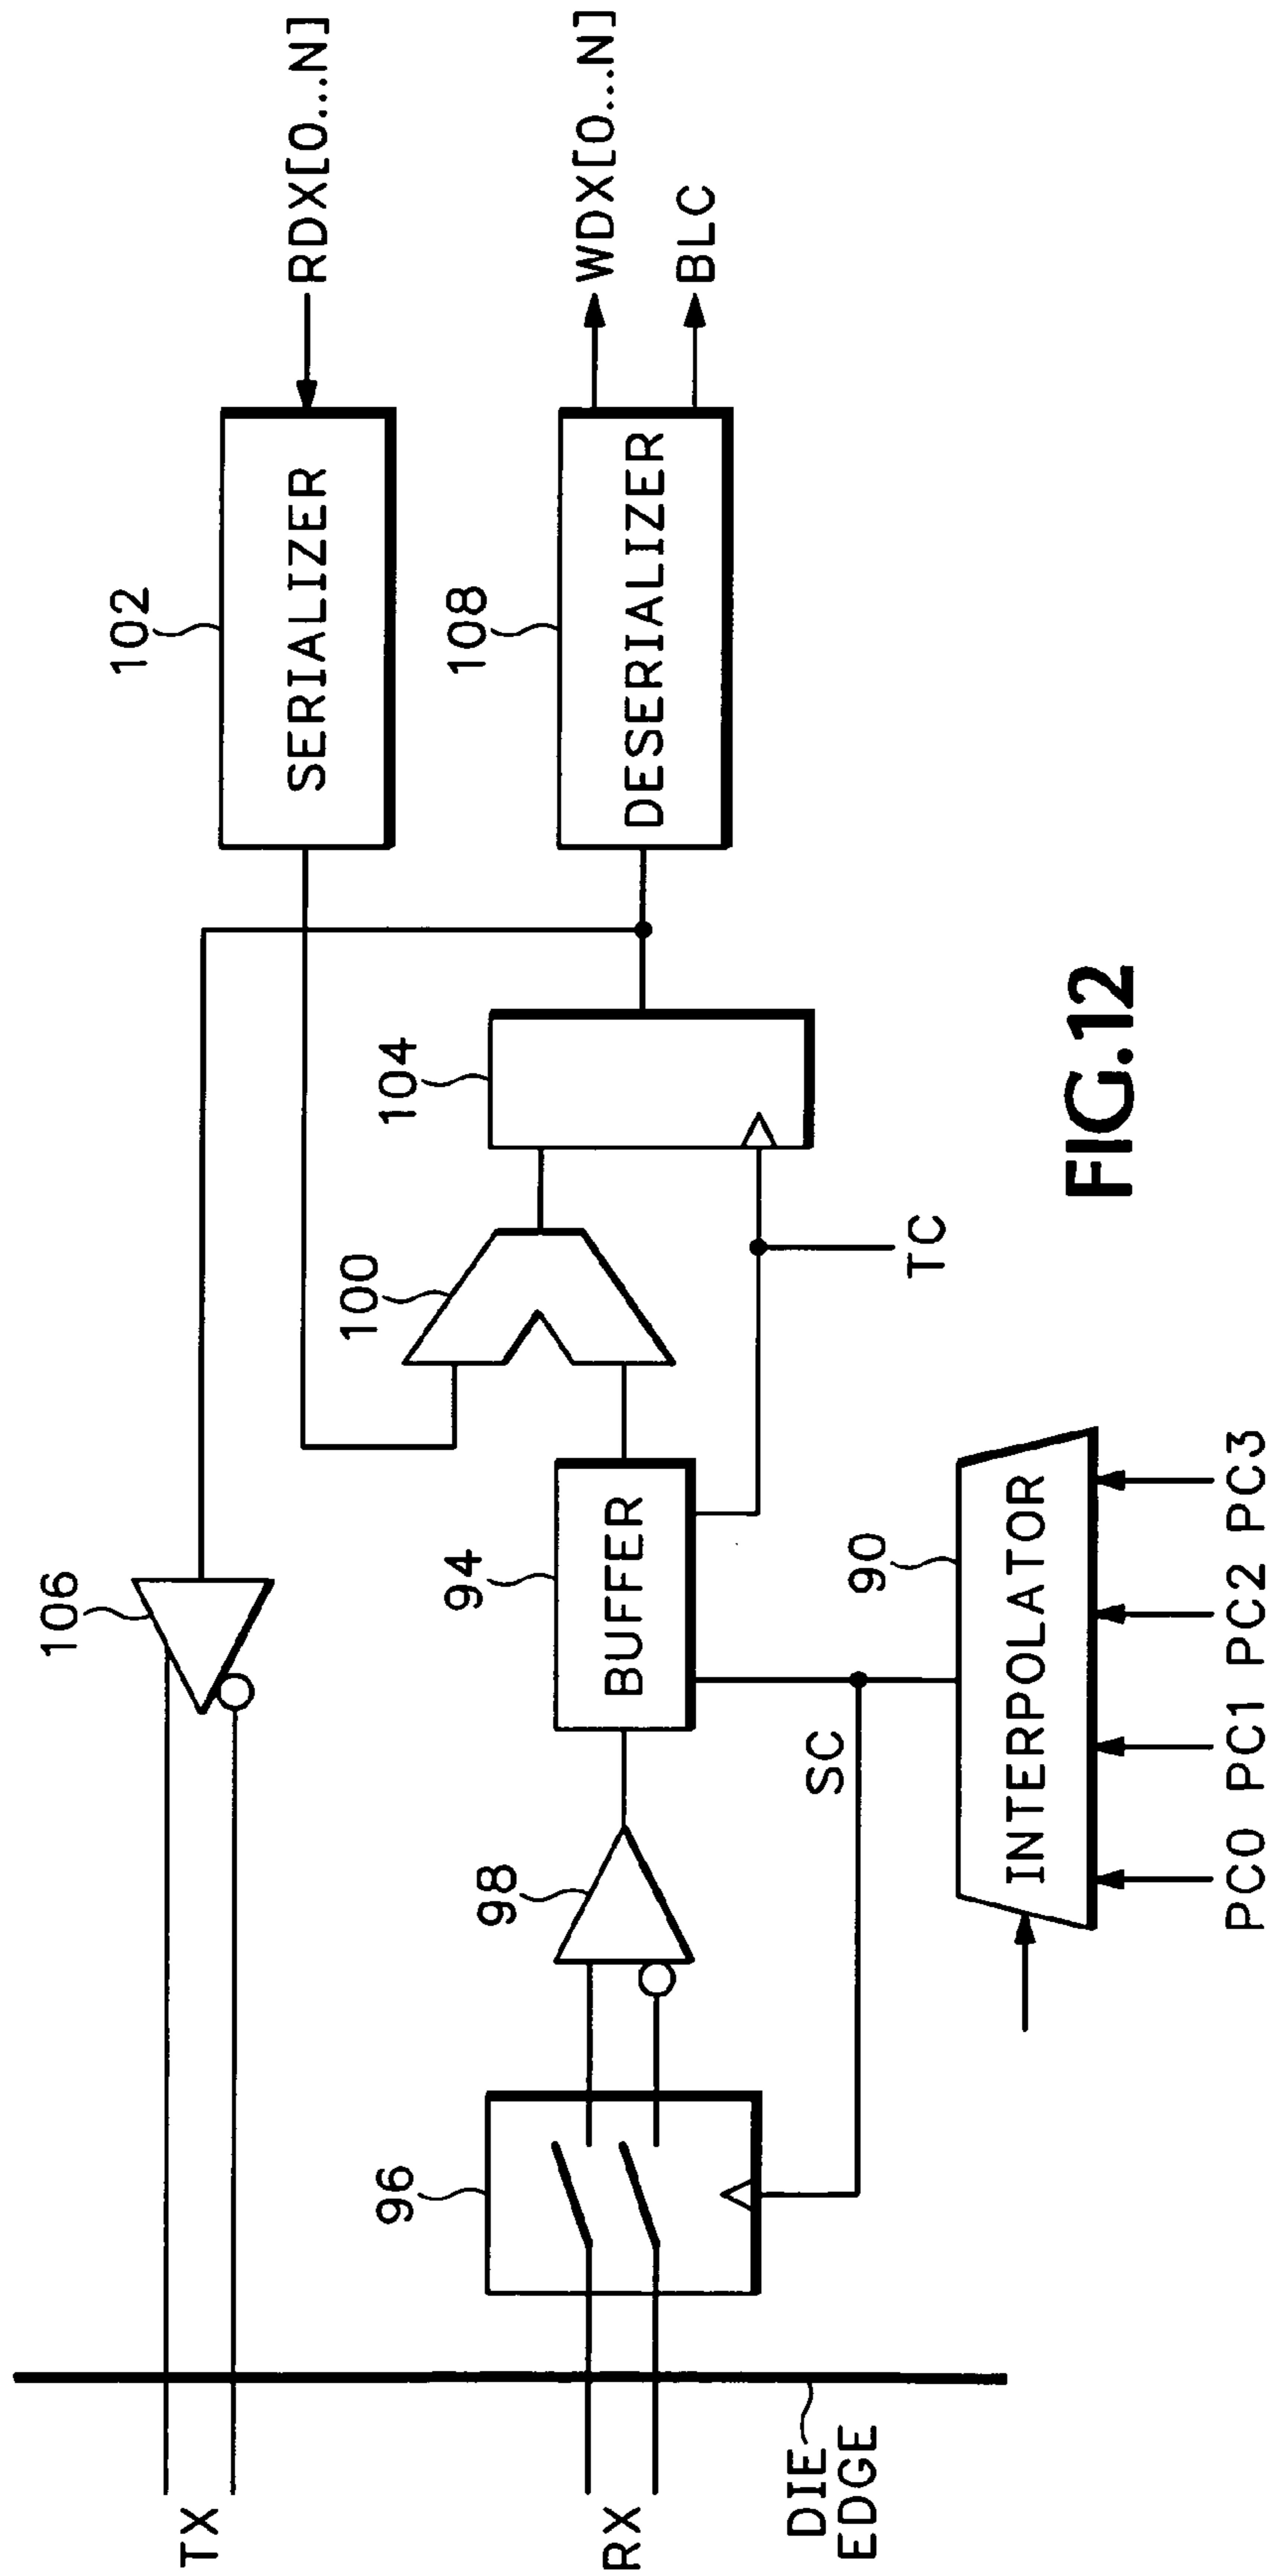 TX
106
102
SERIALIZER
RDX[0...N]
RX
96
98
94
BUFFER
100
104
108
DESERIALIZER
WDX[0...N]
BLC
DIE
EDGE
SC
90
INTERPOLATOR
TC
PC0 PC1 PC2 PC3
FIG.12